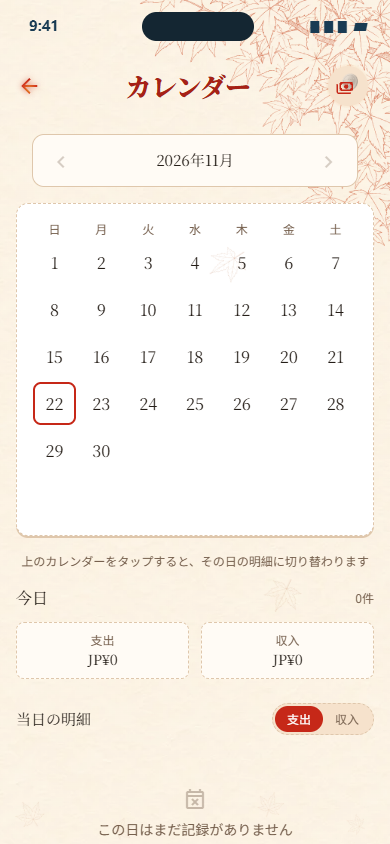 9:41
カレンダー
2026年11月
日 月 火 水 木 金 土
1 2 3 4 5 6 7
8 9 10 11 12 13 14
15 16 17 18 19 20 21
22 23 24 25 26 27 28
29 30
上のカレンダーをタップすると、その日の明細に切り替わります
今日 0件
支出 収入
JP¥0 JP¥0
当日の明細 支出 収入
この日はまだ記録がありません